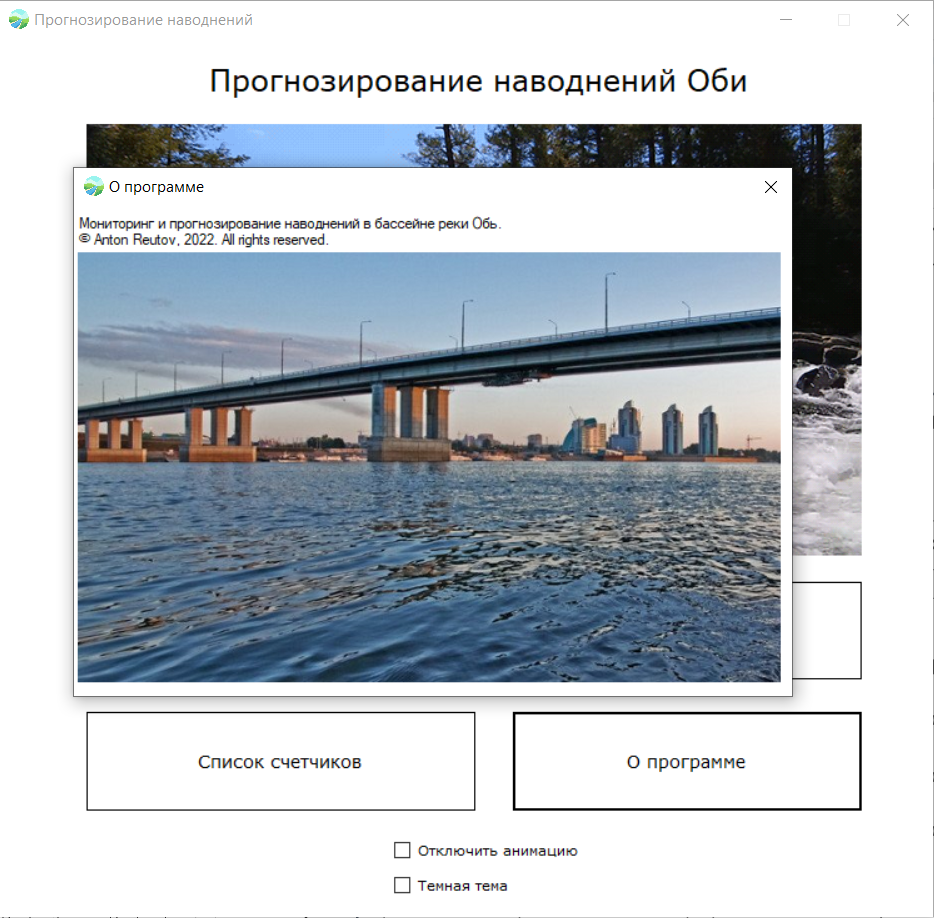 Прогнозирование наводнений
Прогнозирование наводнений Оби
О программе
Мониторинг и прогнозирование наводнений в бассейне реки Обь.
© Anton Reutov, 2022. All rights reserved.
Список счетчиков
О программе
Отключить анимацию
Темная тема